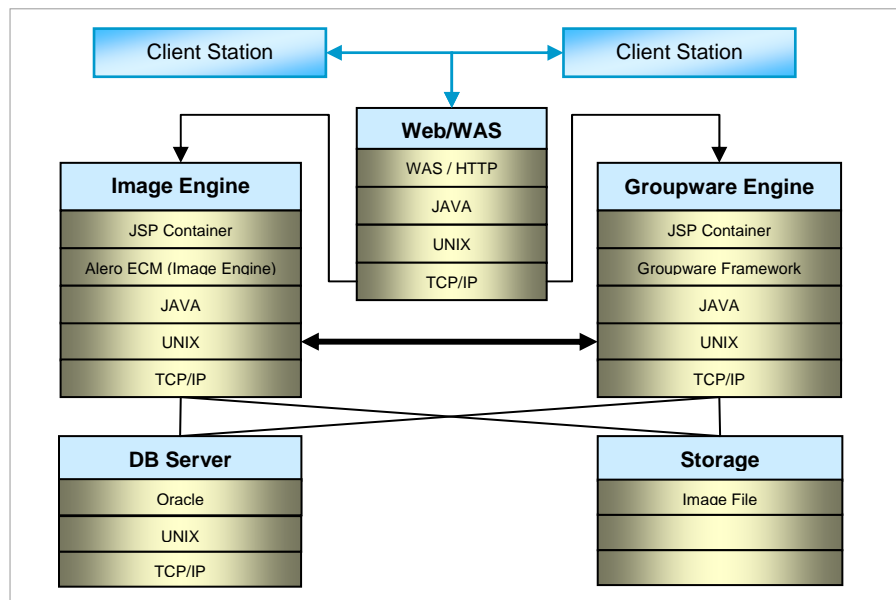 Client Station
Client Station
Web/WAS
WAS / HTTP
JAVA
UNIX
TCP/IP
Image Engine
JSP Container
Alero ECM (Image Engine)
JAVA
UNIX
TCP/IP
Groupware Engine
JSP Container
Groupware Framework
JAVA
UNIX
TCP/IP
DB Server
Oracle
UNIX
TCP/IP
Storage
Image File